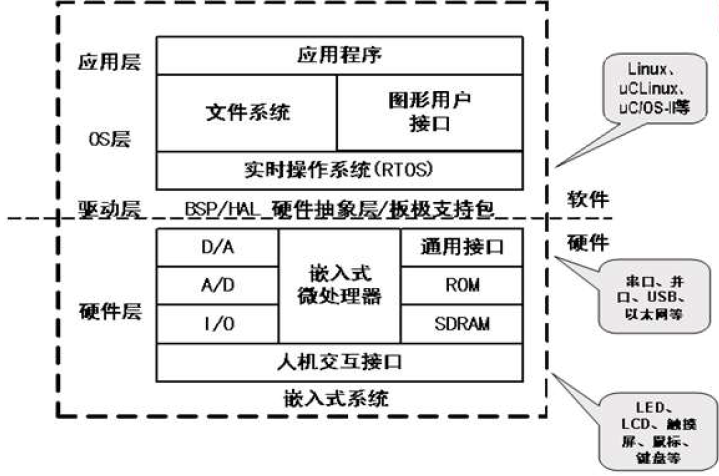 应用层
应用程序
文件系统
图形用户
接口
OS层
实时操作系统(RTOS)
Linux、
uCLinux、
uC/OS-II等
驱动层
BSP/HAL 硬件抽象层/板极支持包
软件
硬件
硬件层
D/A
A/D
I/O
嵌入式
微处理器
通用接口
ROM
SDRAM
人机交互接口
嵌入式系统
串口、并
口、USB、
以太网等
LED、
LCD、触摸
屏、鼠标、
键盘等